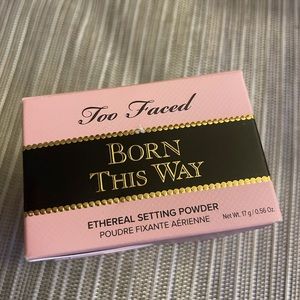 Too Faced
BORN
THIS WAY
ETHEREAL SETTING POWDER
POUDRE FIXANTE AÉRIENNE
Net Wt. 17 g / 0.56 Oz.